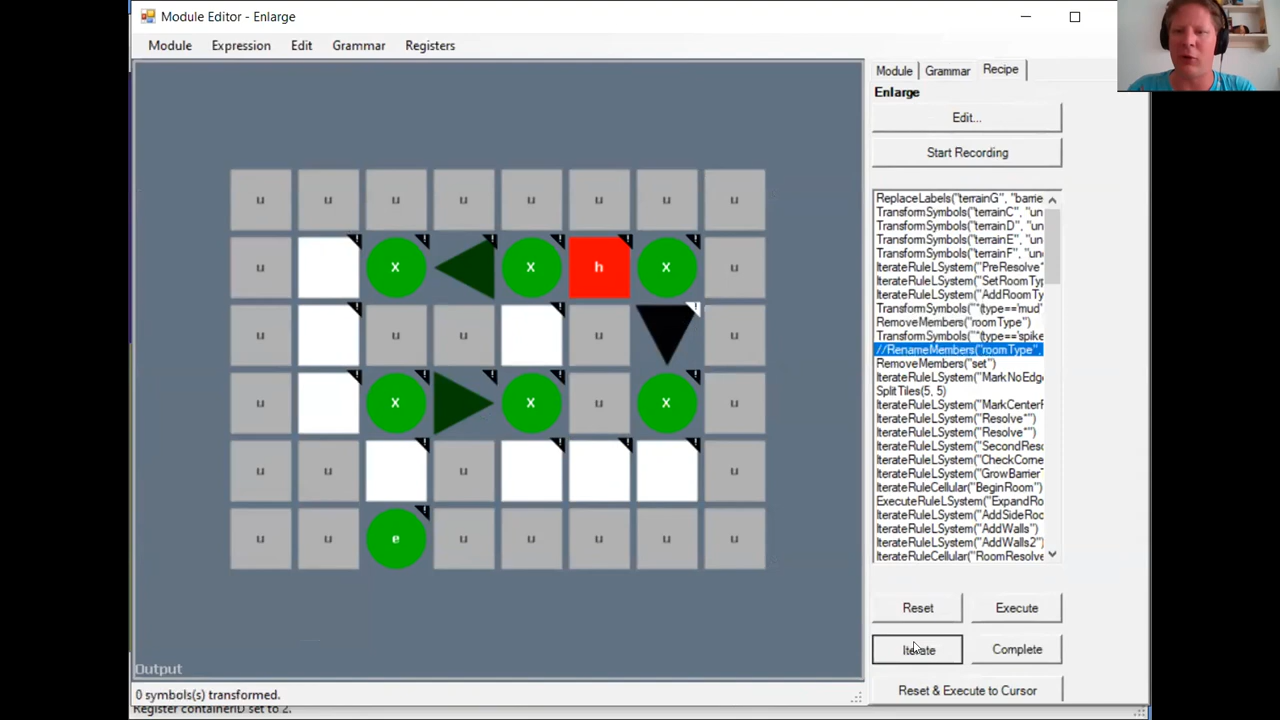 Module Editor - Enlarge
Module Expression Edit Grammar Registers
Module Grammar Recipe
Enlarge
Edit...
Start Recording
ReplaceLabels("terrainG", "barrie
TransformSymbols("terrainC", "un
TransformSymbols("terrainD", "un
TransformSymbols("terrainE", "un
TransformSymbols("terrainF", "un
IterateRuleLSystem("PreResolve*
IterateRuleLSystem("SetRoomTyp
IterateRuleLSystem("AddRoomTy
TransformSymbols("*(type=='mud'
RemoveMembers("roomType")
TransformSymbols("*(type=='spike
//RenameMembers("roomType",
RemoveMembers("set")
IterateRuleLSystem("MarkNoEdge
SplitTiles(5, 5)
IterateRuleLSystem("MarkCenterF
IterateRuleLSystem("Resolve*")
IterateRuleLSystem("Resolve*")
IterateRuleLSystem("SecondReso
IterateRuleLSystem("CheckCorne
IterateRuleLSystem("GrowBarrier
IterateRuleCellular("BeginRoom")
ExecuteRuleLSystem("ExpandRo
IterateRuleLSystem("AddSideRoo
IterateRuleLSystem("AddWalls")
IterateRuleLSystem("AddWalls2"
IterateRuleCellular("RoomResolve
Reset Execute
Iterate Complete
Reset & Execute to Cursor
u u u u u u u u
u ! X ! ! X ! h ! X ! u
u ! u u ! u ! u
u ! X ! ! X ! u X ! u
u u ! u ! ! ! u
u u e ! u u u u u
Output
0 symbols(s) transformed.
Register containerID set to 2.